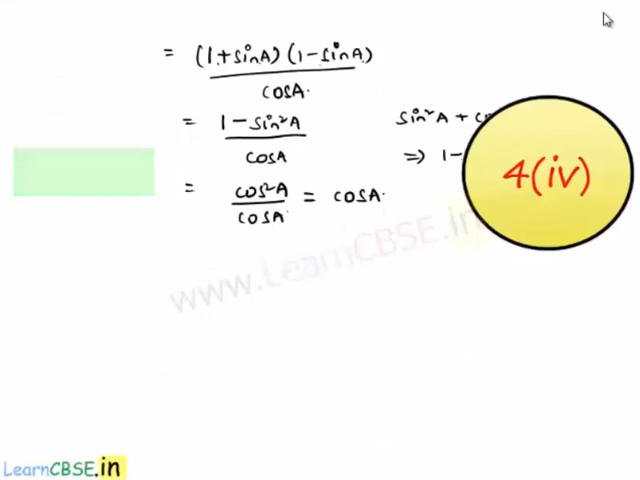 = (1+sinA)(1-sinA)
cosA.
= 1-sin²A sin²A +
cosA ⇒ 1-
= cos²A = cosA.
cosA.
4(iv)
www.LearnCBSE.in
LearnCBSE.in